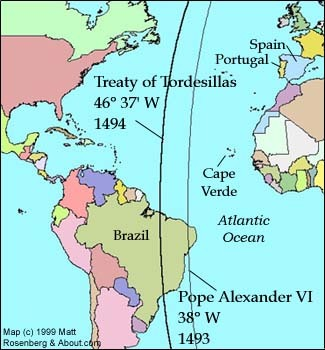 Spain
Portugal
Treaty of Tordesillas
46° 37' W
1494
Cape
Verde
Atlantic
Ocean
Brazil
Pope Alexander VI
38° W
1493
Map (c) 1999 Matt
Rosenberg & About.com